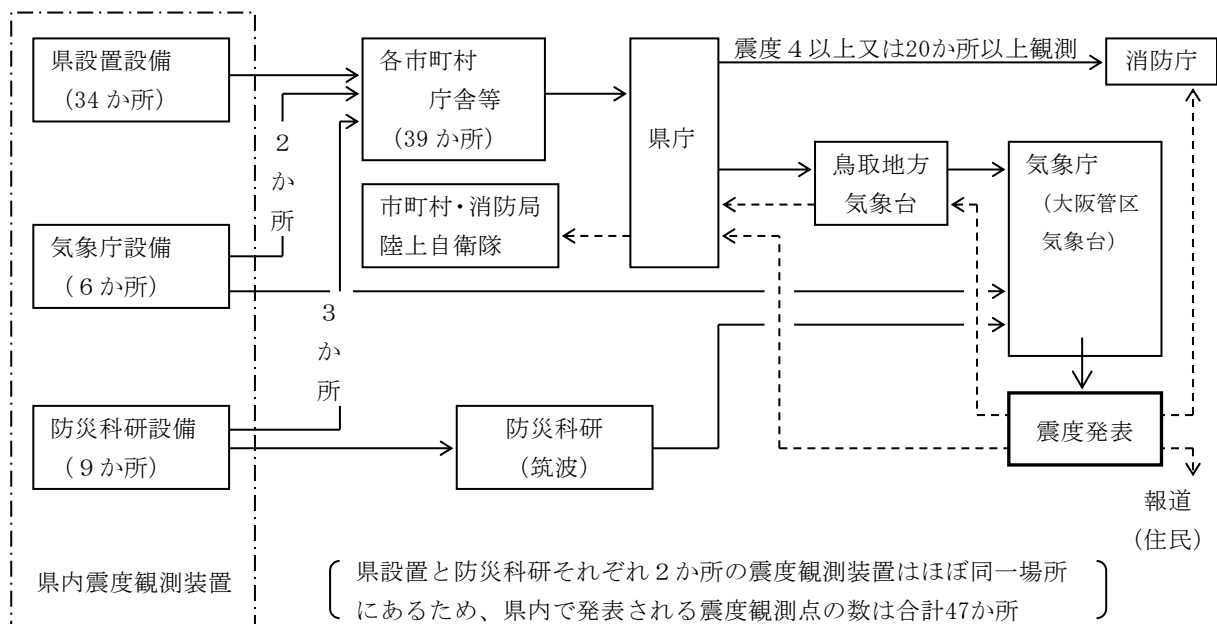 県設置設備
（34 か所）
各市町村
庁舎等
（39 か所）
県庁
震度４以上又は20か所以上観測
消防庁
２か所
鳥取地方
気象台
気象庁
（大阪管区
気象台）
市町村・消防局
陸上自衛隊
気象庁設備
（６か所）
３か所
防災科研設備
（９か所）
防災科研
（筑波）
震度発表
報道
（住民）
県内震度観測装置
県設置と防災科研それぞれ２か所の震度観測装置はほぼ同一場所
にあるため、県内で発表される震度観測点の数は合計47か所